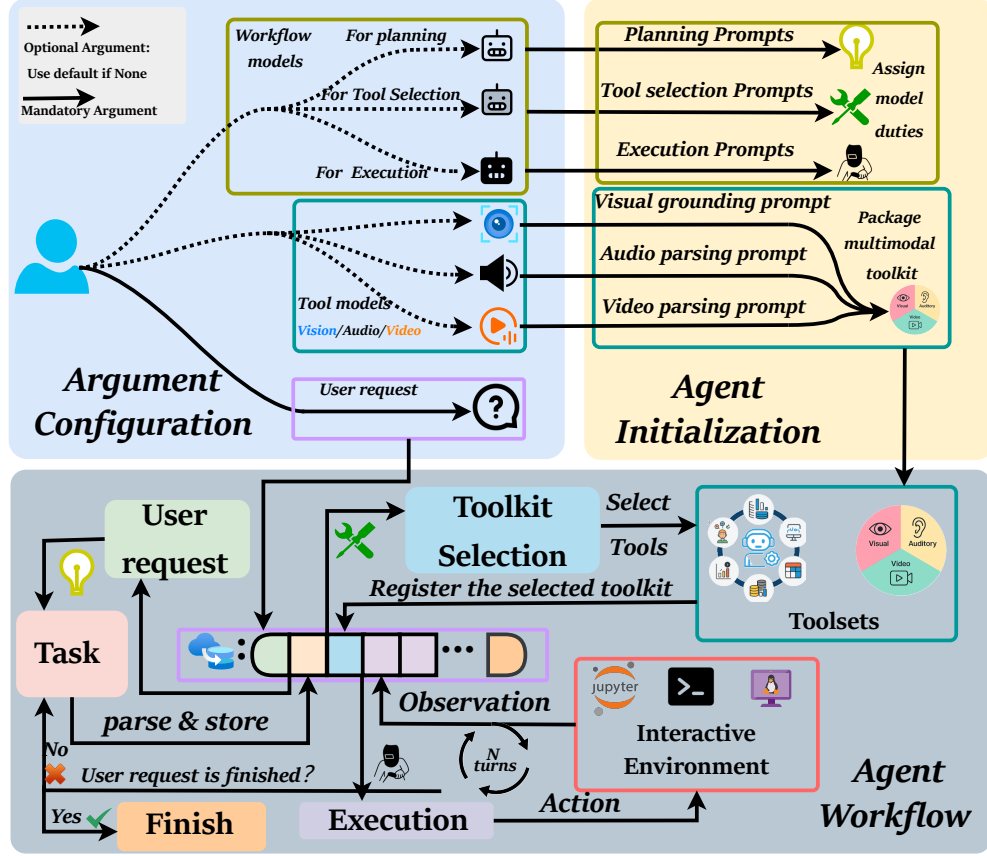 Optional Argument:
Use default if None
Mandatory Argument
Workflow
models
For planning
For Tool Selection
For Execution
Tool models
Vision/Audio/Video
User request
Argument
Configuration
Planning Prompts
Tool selection Prompts
Execution Prompts
Assign
model
duties
Visual grounding prompt
Audio parsing prompt
Video parsing prompt
Package
multimodal
toolkit
Visual
Auditory
Video
Agent
Initialization
User
request
Toolkit
Selection
Select
Tools
Register the selected toolkit
Visual
Auditory
Video
Toolsets
Task
:
...
parse & store
Observation
jupyter
Interactive
Environment
N
turns
No
User request is finished?
Yes
Finish
Execution
Action
Agent
Workflow